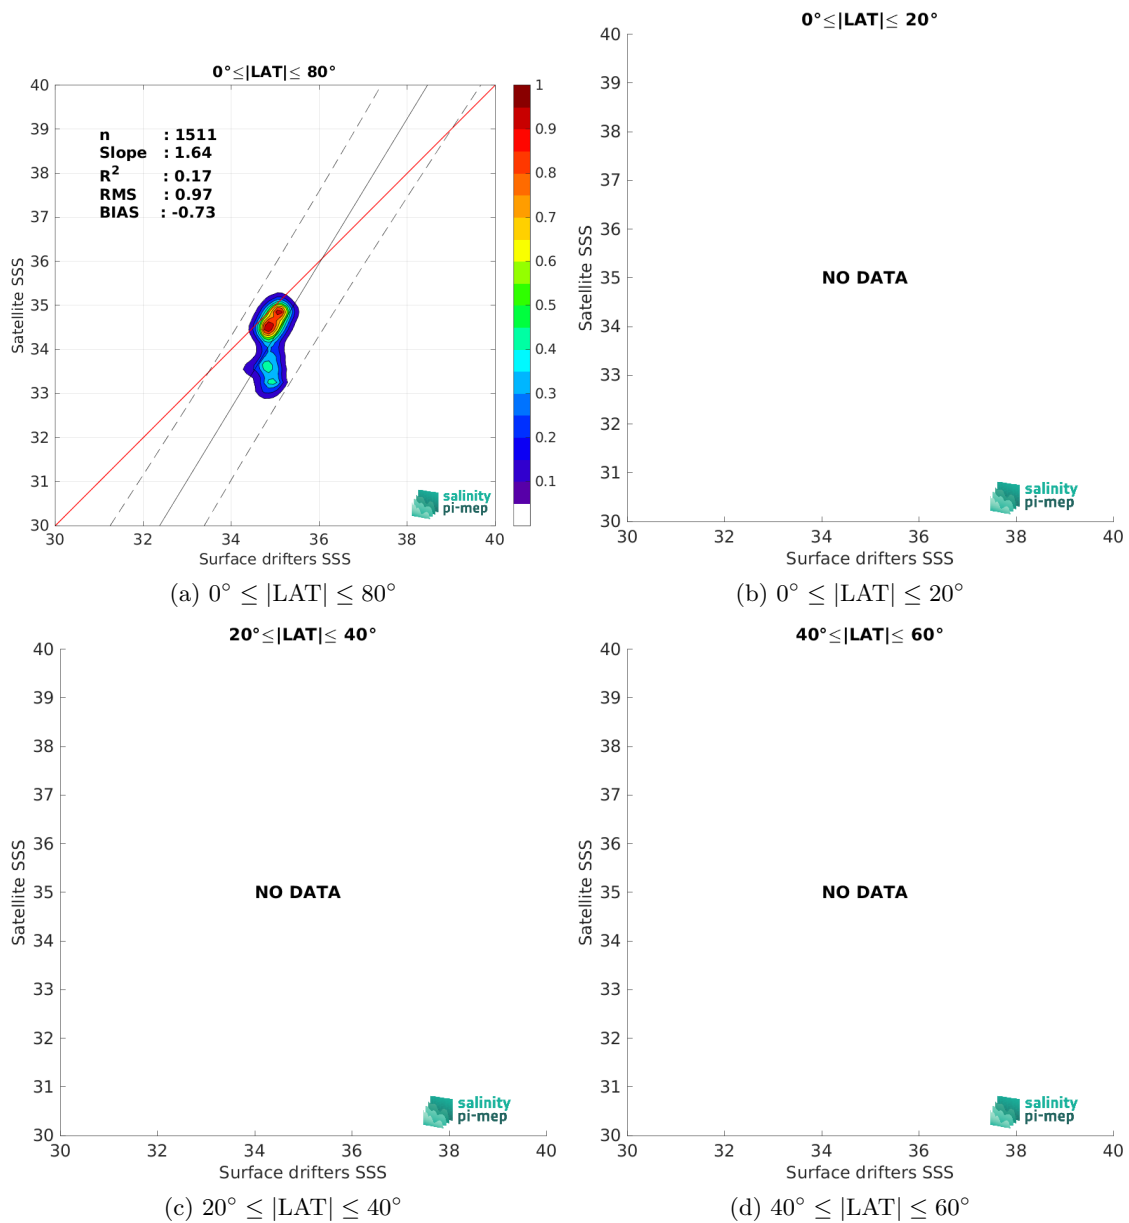 0°≤|LAT|≤ 80°
40
39
38
37
36
35
34
33
32
31
30
Satellite SSS
n : 1511
Slope : 1.64
R² : 0.17
RMS : 0.97
BIAS : -0.73
1
0.9
0.8
0.7
0.6
0.5
0.4
0.3
0.2
0.1
salinity
pi-mep
30 32 34 36 38 40
Surface drifters SSS
(a) 0° ≤ |LAT| ≤ 80°
0°≤|LAT|≤ 20°
40
39
38
37
36
35
34
33
32
31
30
Satellite SSS
NO DATA
salinity
pi-mep
30 32 34 36 38 40
Surface drifters SSS
(b) 0° ≤ |LAT| ≤ 20°
20°≤|LAT|≤ 40°
40
39
38
37
36
35
34
33
32
31
30
Satellite SSS
NO DATA
salinity
pi-mep
30 32 34 36 38 40
Surface drifters SSS
(c) 20° ≤ |LAT| ≤ 40°
40°≤|LAT|≤ 60°
40
39
38
37
36
35
34
33
32
31
30
Satellite SSS
NO DATA
salinity
pi-mep
30 32 34 36 38 40
Surface drifters SSS
(d) 40° ≤ |LAT| ≤ 60°